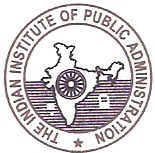 THE INDIAN INSTITUTE OF PUBLIC ADMINISTRATION